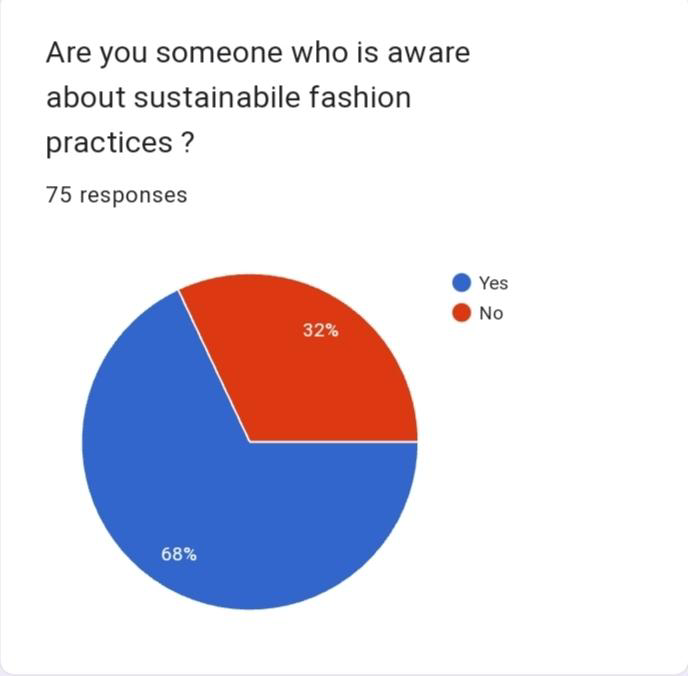 Are you someone who is aware
about sustainabile fashion
practices ?
75 responses
Yes
No
32%
68%